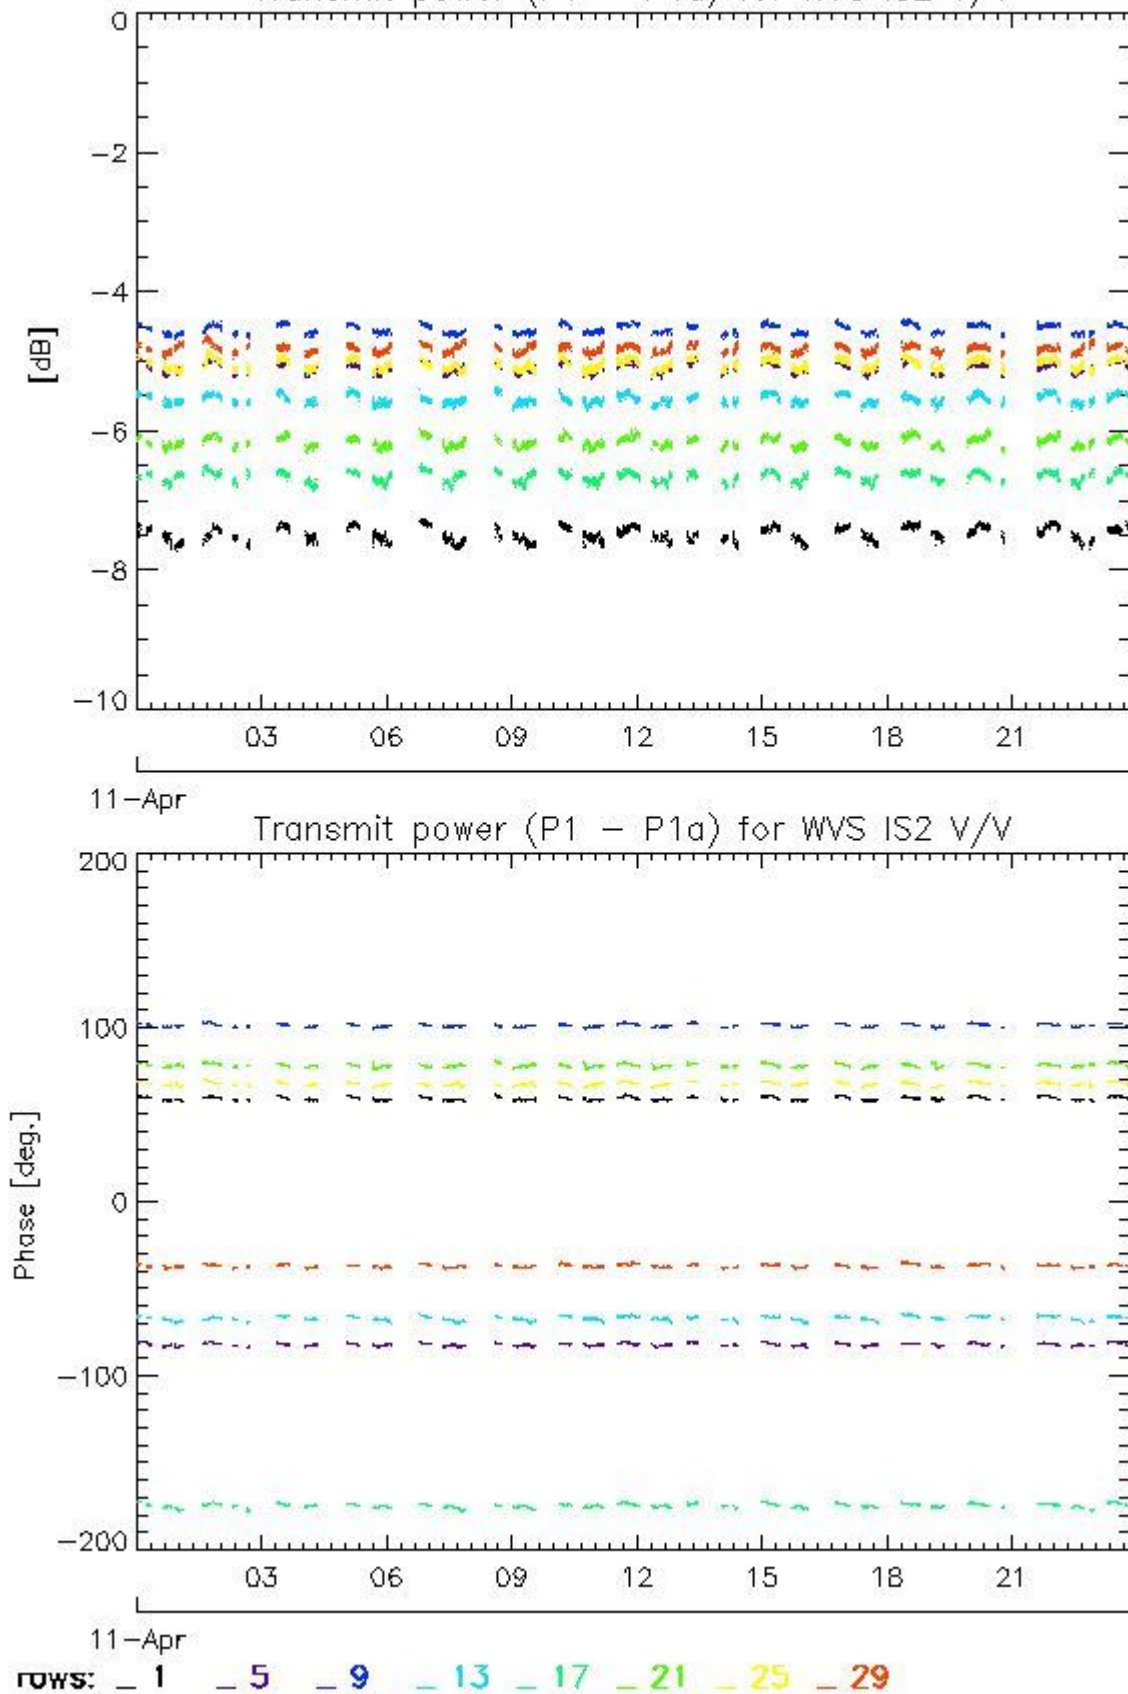 0
-2
-4
[dB]
-6
-8
-10
03 06 09 12 15 18 21
11-Apr
Transmit power (P1 - P1a) for WVS IS2 V/V
200
100
Phase [deg.]
0
-100
-200
03 06 09 12 15 18 21
11-Apr
rows: _ 1 _ 5 _ 9 _ 13 _ 17 _ 21 _ 25 _ 29